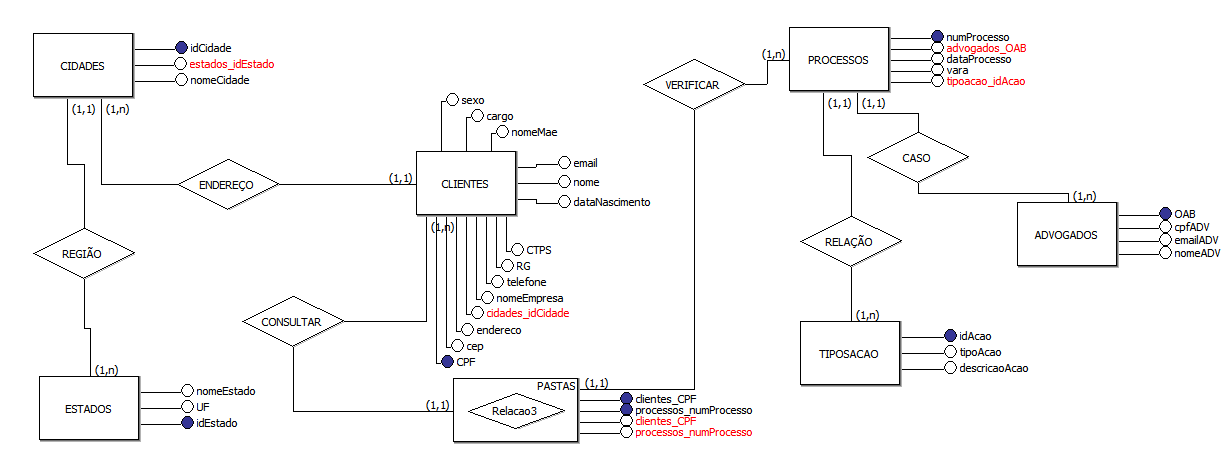 CIDADES
idCidade
estados_idEstado
nomeCidade
(1,1)
(1,n)
ENDEREÇO
(1,1)
REGIÃO
(1,n)
ESTADOS
nomeEstado
UF
idEstado
sexo
cargo
nomeMae
CLIENTES
email
nome
dataNascimento
(1,n)
CTPS
RG
telefone
nomeEmpresa
cidades_idCidade
endereco
cep
CPF
CONSULTAR
(1,1)
PASTAS
Relacao3
(1,1)
clientes_CPF
processos_numProcesso
clientes_CPF
processos_numProcesso
VERIFICAR
(1,n)
PROCESSOS
numProcesso
advogados_OAB
dataProcesso
vara
tipoacao_idAcao
(1,1)
(1,1)
CASO
(1,n)
ADVOGADOS
OAB
cpfADV
emailADV
nomeADV
RELAÇÃO
(1,n)
TIPOSACAO
idAcao
tipoAcao
descricaoAcao